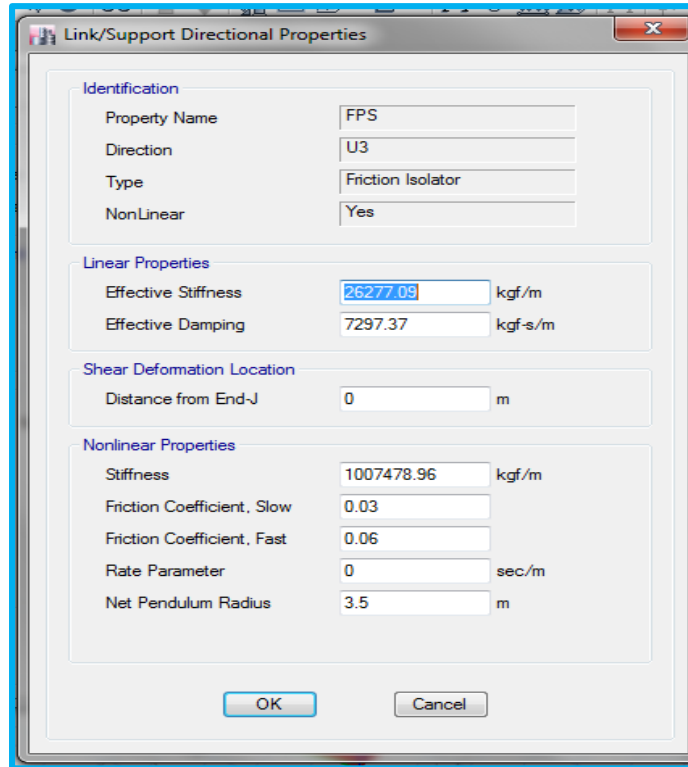 Link/Support Directional Properties
Identification
Property Name FPS
Direction U3
Type Friction Isolator
NonLinear Yes
Linear Properties
Effective Stiffness 26277.09 kgf/m
Effective Damping 7297.37 kgf-s/m
Shear Deformation Location
Distance from End-J 0 m
Nonlinear Properties
Stiffness 1007478.96 kgf/m
Friction Coefficient, Slow 0.03
Friction Coefficient, Fast 0.06
Rate Parameter 0 sec/m
Net Pendulum Radius 3.5 m
OK Cancel